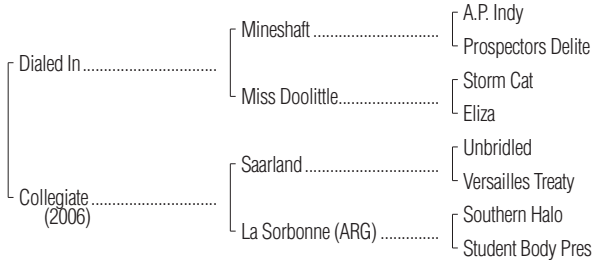 A.P. Indy
Mineshaft
Prospectors Delite
Dialed In
Storm Cat
Miss Doolittle
Eliza
Unbridled
Saarland
Versailles Treaty
Collegiate
(2006)
Southern Halo
La Sorbonne (ARG)
Student Body Pres